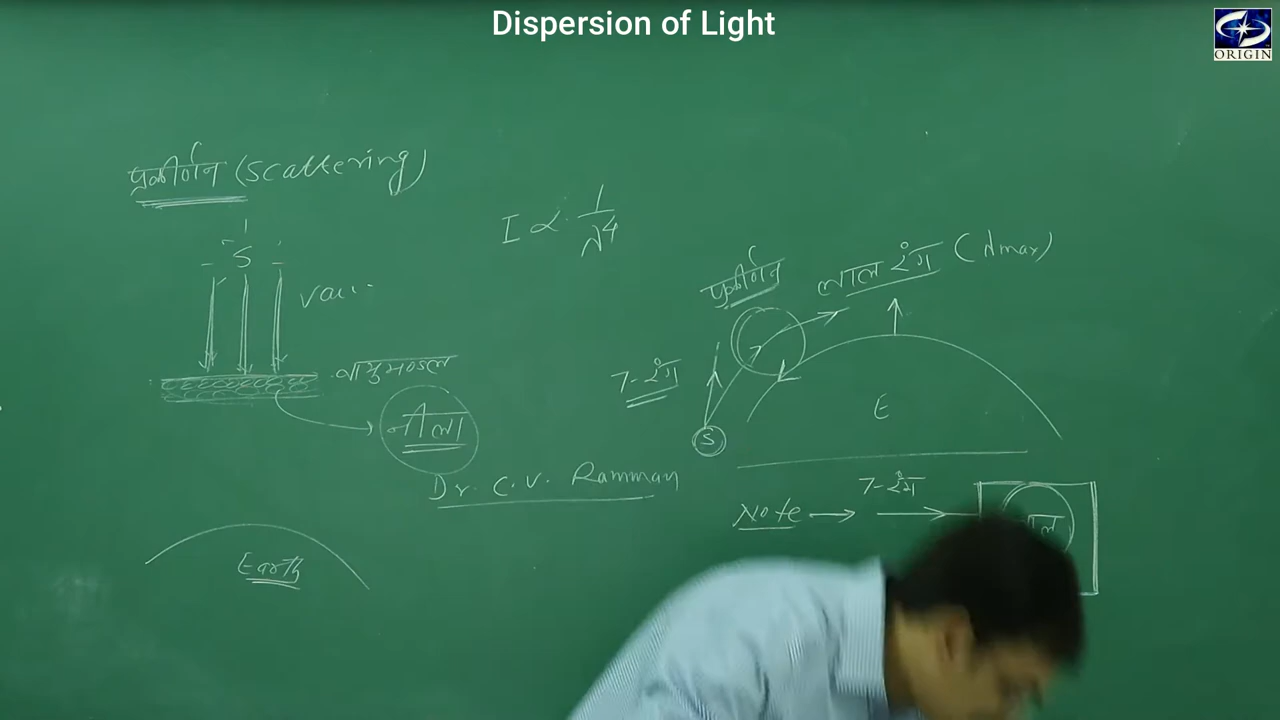 Dispersion of Light
ORIGIN
प्रकीर्णन (Scattering)
S
I ∝ 1/λ⁴
प्रकीर्णन
लाल रंग (λmax)
वायुमण्डल
7-रंग
नीला
S
E
Dr. C. V. Ramman
7-रंग
Note →
Earth